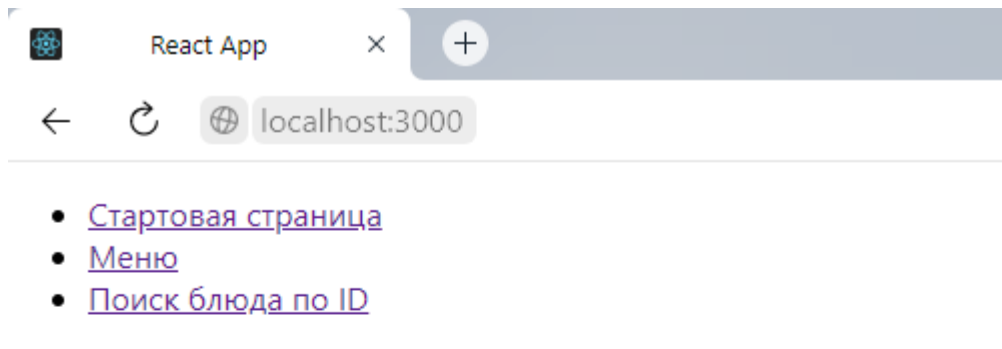 React App
localhost:3000
Стартовая страница
Меню
Поиск блюда по ID